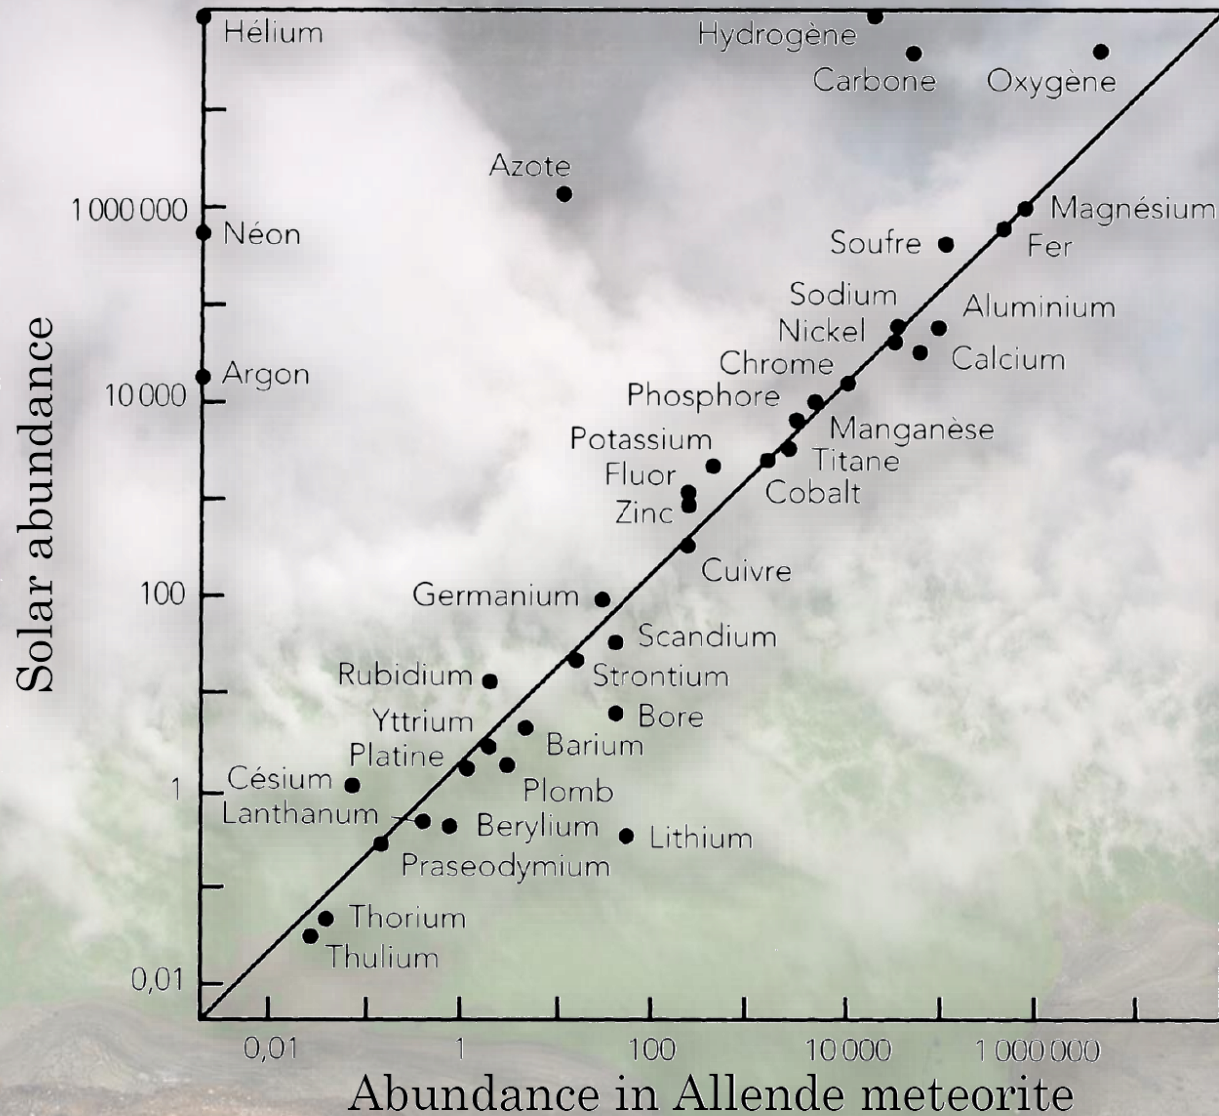 Hélium
Hydrogène
Carbone
Oxygène
Azote
1 000 000
Magnésium
Néon
Soufre
Fer
Sodium
Aluminium
Nickel
Calcium
Chrome
Argon
Phosphore
10 000
Manganèse
Potassium
Titane
Fluor
Cobalt
Zinc
Cuivre
100
Germanium
Scandium
Rubidium
Strontium
Bore
Yttrium
Barium
Platine
Césium
1
Plomb
Lanthanum
Berylium
Lithium
Praseodymium
Thorium
Thulium
0,01
Solar abundance
0,01
1
100
10 000
1 000 000
Abundance in Allende meteorite